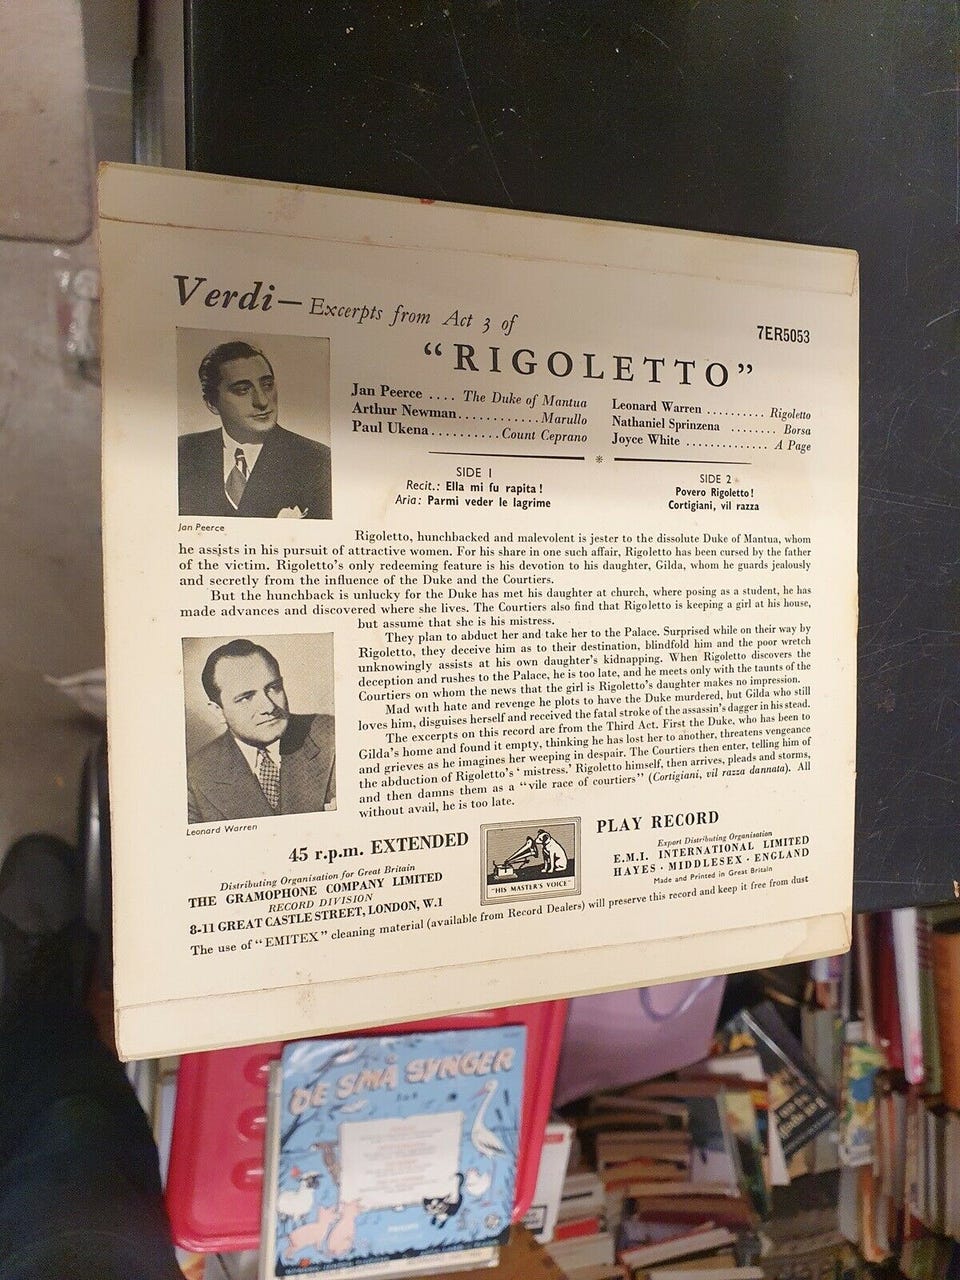 Verdi— Excerpts from Act 3 of
7ER5053
“RIGOLETTO”
Jan Peerce .... The Duke of Mantua
Arthur Newman........... Marullo
Paul Ukena.......... Count Ceprano
Leonard Warren .......... Rigoletto
Nathaniel Sprinzena ........ Borsa
Joyce White .............. A Page
SIDE 1
Recit.: Ella mi fu rapita!
Aria: Parmi veder le lagrime
SIDE 2
Povero Rigoletto!
Cortigiani, vil razza
Jan Peerce
Rigoletto, hunchbacked and malevolent is jester to the dissolute Duke of Mantua, whom
he assists in his pursuit of attractive women. For his share in one such affair, Rigoletto has been cursed by the father
of the victim. Rigoletto's only redeeming feature is his devotion to his daughter, Gilda, whom he guards jealously
and secretly from the influence of the Duke and the Courtiers.
But the hunchback is unlucky for the Duke has met his daughter at church, where posing as a student, he has
made advances and discovered where she lives. The Courtiers also find that Rigoletto is keeping a girl at his house,
but assume that she is his mistress.
They plan to abduct her and take her to the Palace. Surprised while on their way by
Rigoletto, they deceive him as to their destination, blindfold him and the poor wretch
unknowingly assists at his own daughter's kidnapping. When Rigoletto discovers the
deception and rushes to the Palace, he is too late, and he meets only with the taunts of the
Courtiers on whom the news that the girl is Rigoletto's daughter makes no impression.
Mad with hate and revenge he plots to have the Duke murdered, but Gilda who still
loves him, disguises herself and received the fatal stroke of the assassin's dagger in his stead.
The excerpts on this record are from the Third Act. First the Duke, who has been to
Gilda's home and found it empty, thinking he has lost her to another, threatens vengeance
and grieves as he imagines her weeping in despair. The Courtiers then enter, telling him of
the abduction of Rigoletto's ‘mistress.’ Rigoletto himself, then arrives, pleads and storms,
and then damns them as a “vile race of courtiers” (Cortigiani, vil razza dannata). All
without avail, he is too late.
Leonard Warren
45 r.p.m. EXTENDED
PLAY RECORD
Distributing Organisation for Great Britain
THE GRAMOPHONE COMPANY LIMITED
RECORD DIVISION
8-11 GREAT CASTLE STREET, LONDON, W.1
"HIS MASTER'S VOICE"
Export Distributing Organisation
E.M.I. INTERNATIONAL LIMITED
HAYES · MIDDLESEX · ENGLAND
Made and Printed in Great Britain
The use of “EMITEX” cleaning material (available from Record Dealers) will preserve this record and keep it free from dust
DE SMÅ SYNGER
PHILIPS